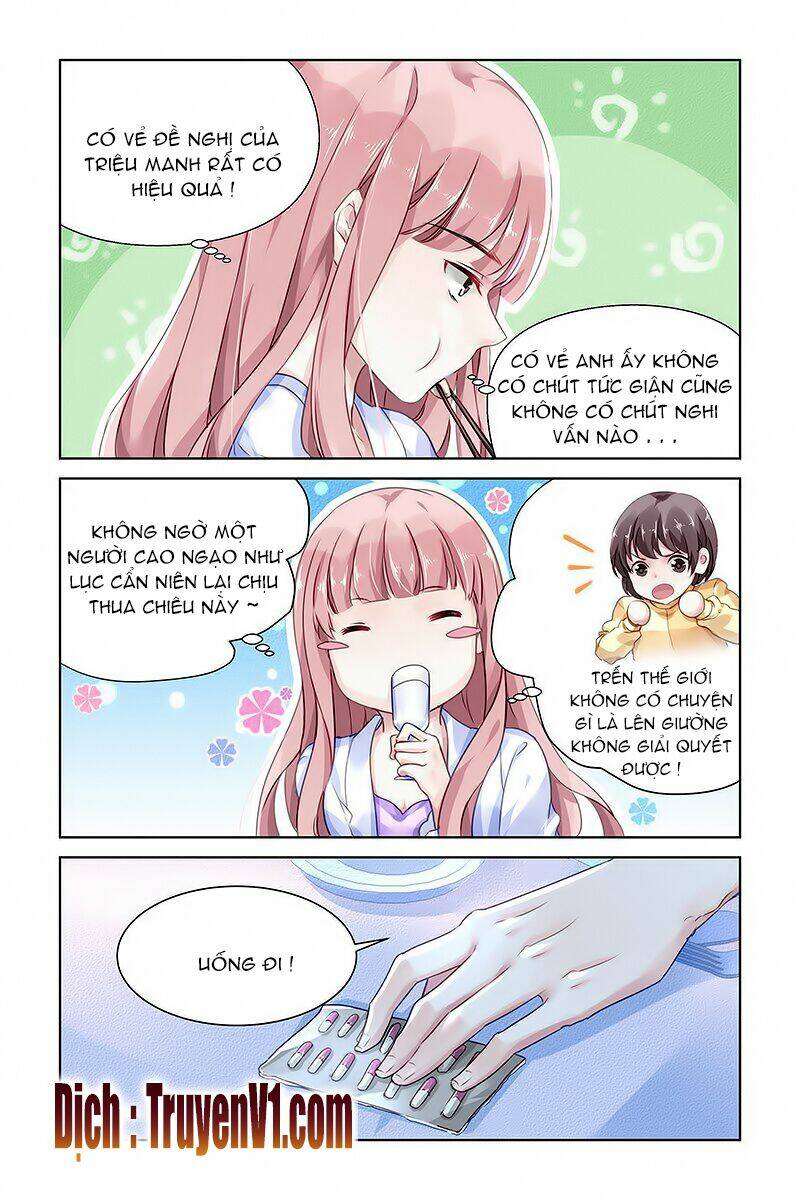 CÓ VẺ ĐỀ NGHỊ CỦA
TRIỆU MANH RẤT CÓ
HIỆU QUẢ !
CÓ VẺ ANH ẤY KHÔNG
CÓ CHÚT TỨC GIẬN CŨNG
KHÔNG CÓ CHÚT NGHI
VẤN NÀO . . .
KHÔNG NGỜ MỘT
NGƯỜI CAO NGẠO NHƯ
LỤC CẨN NIÊN LẠI CHỊU
THUA CHIÊU NÀY ~
TRẾN THẾ GIỚI
KHÔNG CÓ CHUYỆN
GÌ LÀ LÊN GIƯỜNG
KHÔNG GIẢI QUYẾT
ĐƯỢC !
UỐNG ĐI !
Dịch : TruyenV1.com